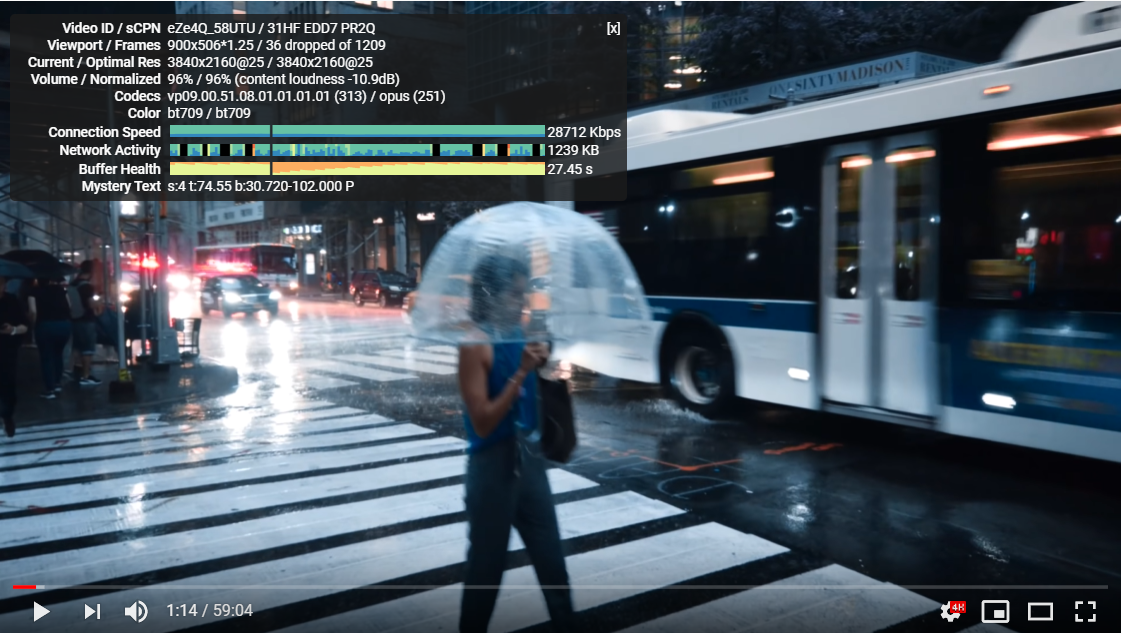 Video ID / sCPN eZe4Q_58UTU / 31HF EDD7 PR2Q [x]
Viewport / Frames 900x506*1.25 / 36 dropped of 1209
Current / Optimal Res 3840x2160@25 / 3840x2160@25
Volume / Normalized 96% / 96% (content loudness -10.9dB)
Codecs vp09.00.51.08.01.01.01.01 (313) / opus (251)
Color bt709 / bt709
Connection Speed 28712 Kbps
Network Activity 1239 KB
Buffer Health 27.45 s
Mystery Text s:4 t:74.55 b:30.720-102.000 P
RENTALS ONESIXTYMADISON! RENTALS
1:14 / 59:04
4K